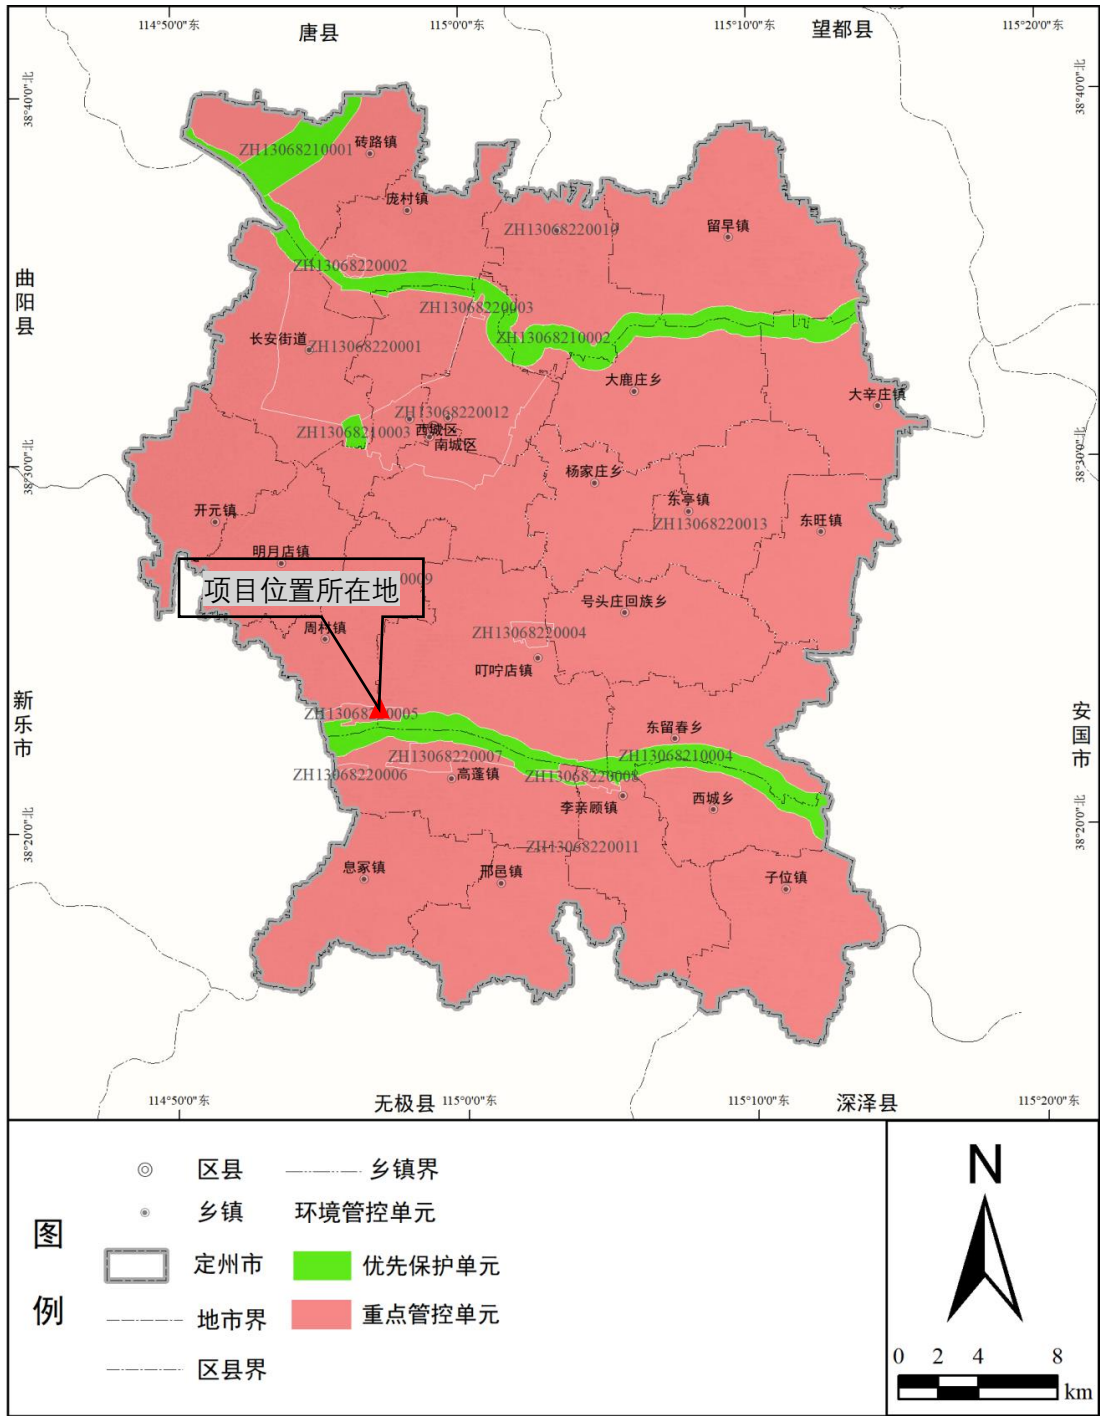 114°50'0"东
115°0'0"东
115°10'0"东
115°20'0"东
唐县
望都县
38°40'0"北
38°40'0"北
ZH13068210001
砖路镇
庞村镇
ZH13068220010
留早镇
ZH13068220002
曲阳县
ZH13068220003
ZH13068210002
长安街道
ZH13068220001
大鹿庄乡
大辛庄镇
ZH13068220012
ZH13068210003
西城区
南城区
38°30'0"北
38°30'0"北
杨家庄乡
东亭镇
开元镇
ZH13068220013
东旺镇
明月店镇
0009
项目位置所在地
号头庄回族乡
周村镇
ZH13068220004
叮咛店镇
新乐市
安国市
东留春乡
ZH13068210004
ZH13068220007
ZH13068220006
高蓬镇
ZH13068220008
李亲顾镇
西城乡
38°20'0"北
38°20'0"北
ZH13068220011
息冢镇
邢邑镇
子位镇
114°50'0"东
无极县
115°0'0"东
115°10'0"东
深泽县
115°20'0"东
图例
区县
乡镇界
乡镇
环境管控单元
定州市
优先保护单元
地市界
重点管控单元
区县界
N
0 2 4 8
km